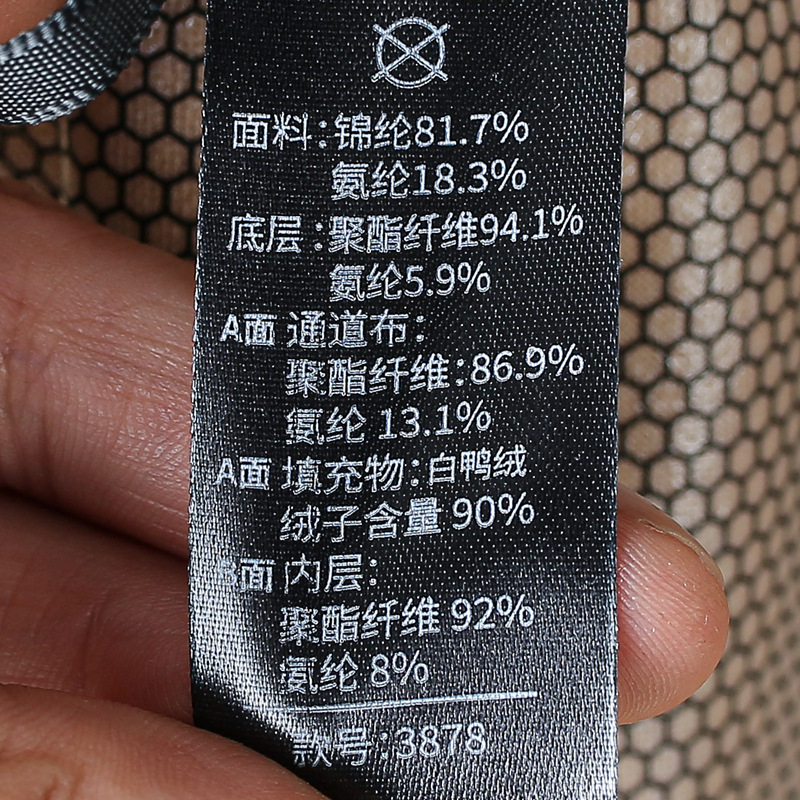 面料:锦纶81.7%
氨纶18.3%
底层:聚酯纤维94.1%
氨纶5.9%
A面 通道布:
聚酯纤维:86.9%
氨纶 13.1%
A面 填充物:白鸭绒
绒子含量 90%
B面 内层:
聚酯纤维 92%
氨纶 8%
款号:3878